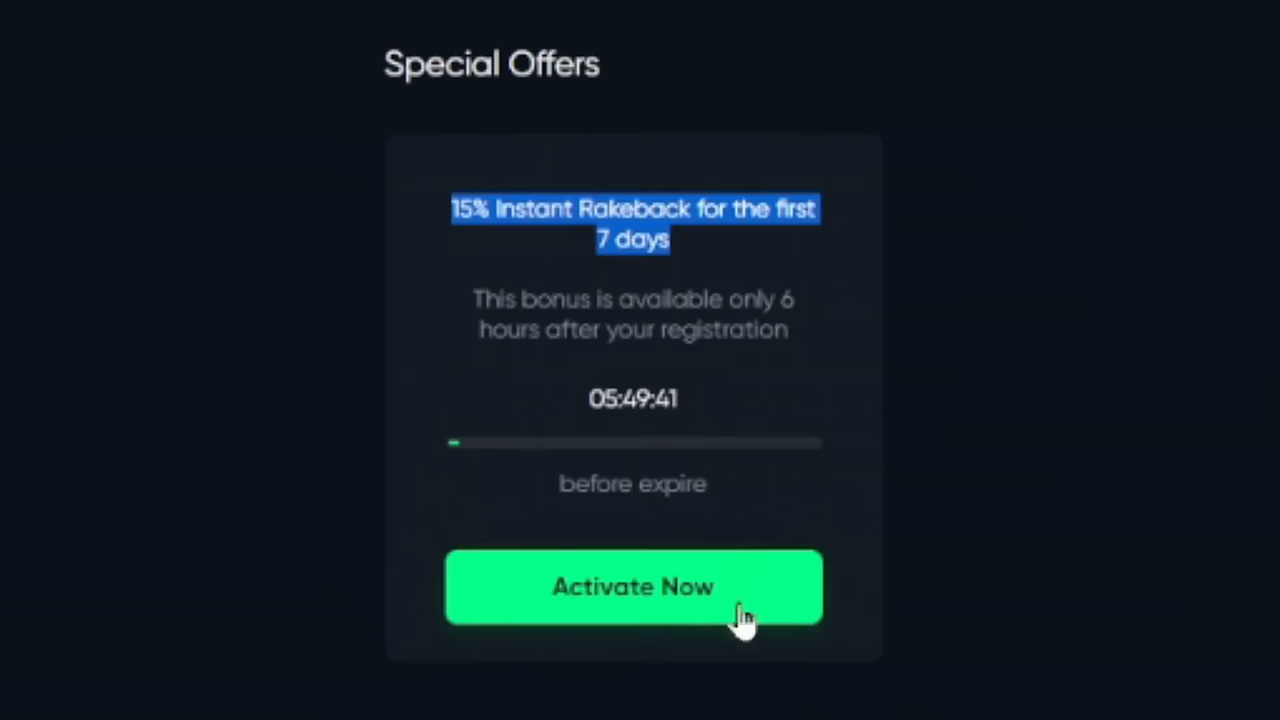 Special Offers
15% Instant Rakeback for the first
7 days
This bonus is available only 6
hours after your registration
05:49:41
before expire
Activate Now